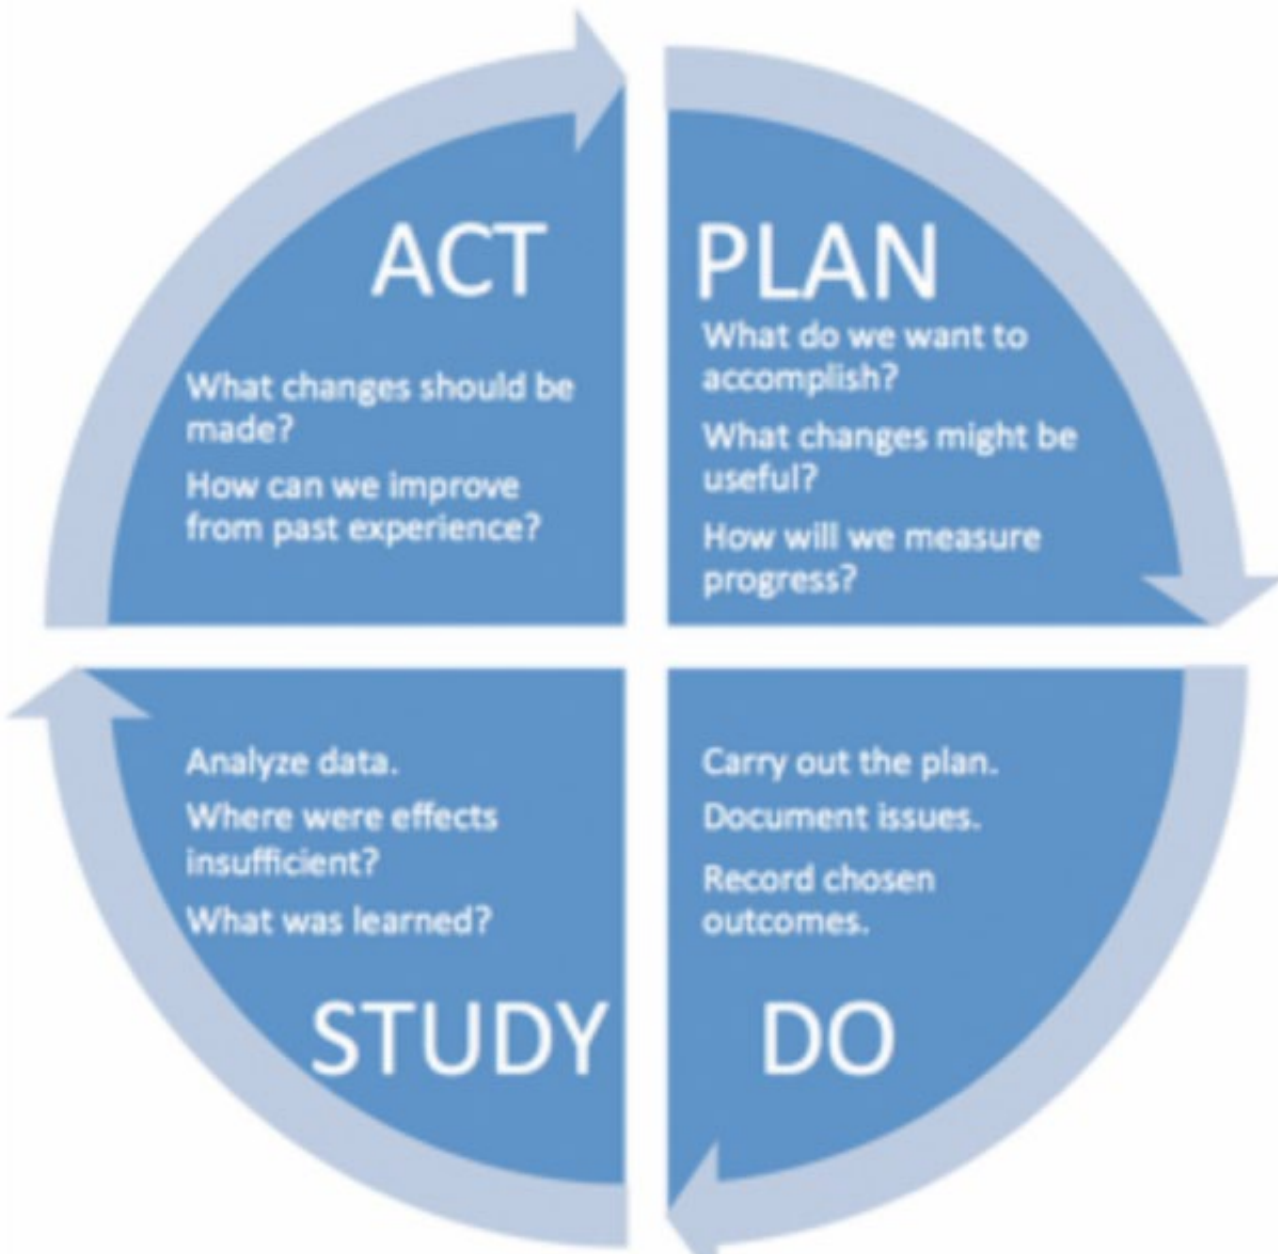 ACT
What changes should be
made?
How can we improve
from past experience?
PLAN
What do we want to
accomplish?
What changes might be
useful?
How will we measure
progress?
Analyze data.
Where were effects
insufficient?
What was learned?
STUDY
Carry out the plan.
Document issues.
Record chosen
outcomes.
DO